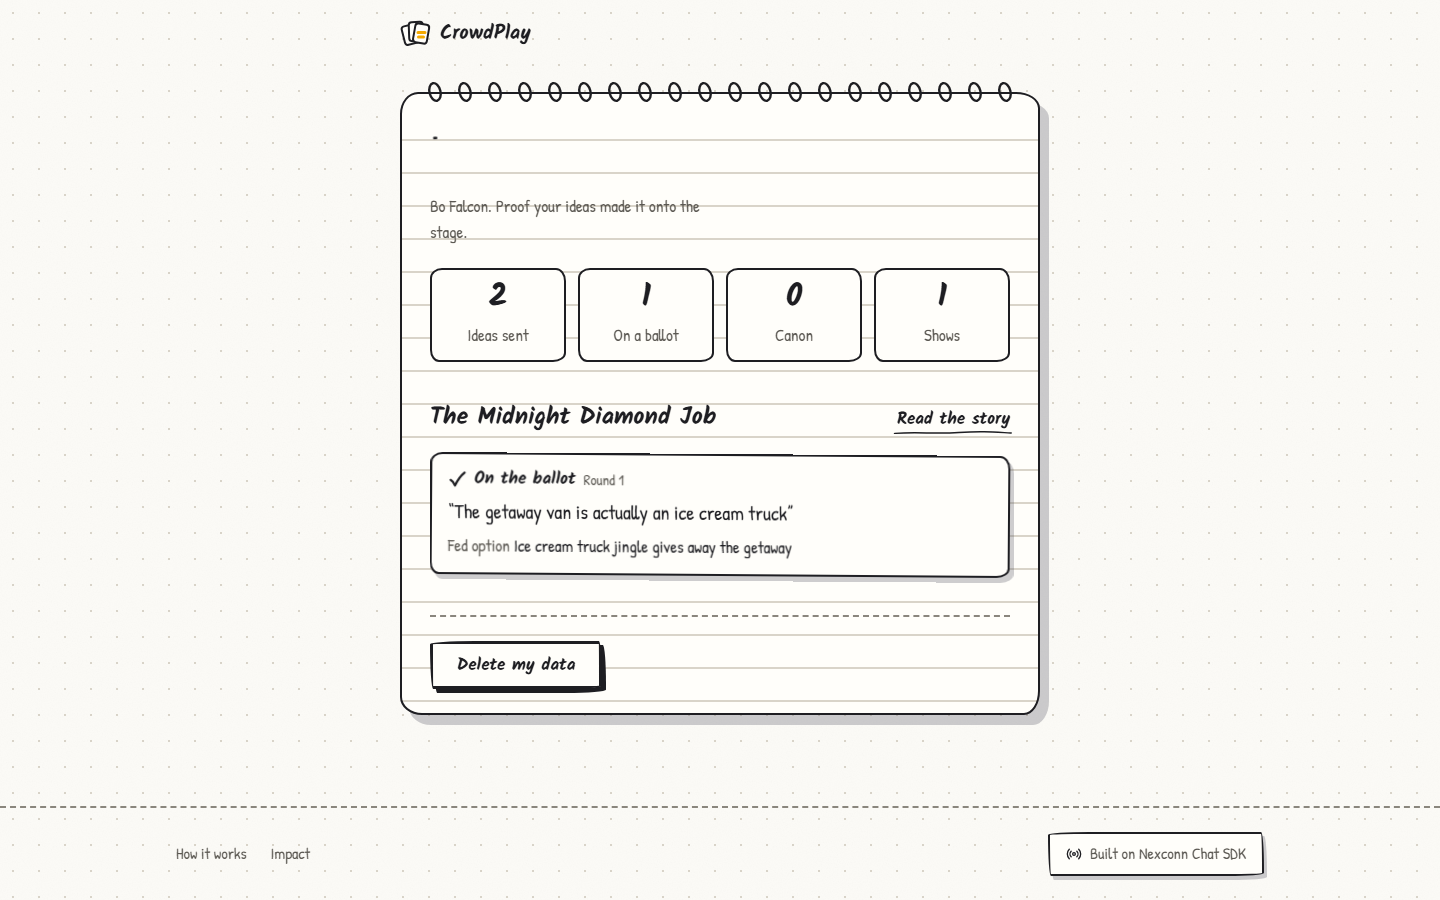 CrowdPlay
Bo Falcon. Proof your ideas made it onto the
stage.
2
Ideas sent
1
On a ballot
0
Canon
1
Shows
The Midnight Diamond Job
Read the story
On the ballot Round 1
“The getaway van is actually an ice cream truck”
Fed option Ice cream truck jingle gives away the getaway
Delete my data
How it works
Impact
Built on Nexconn Chat SDK